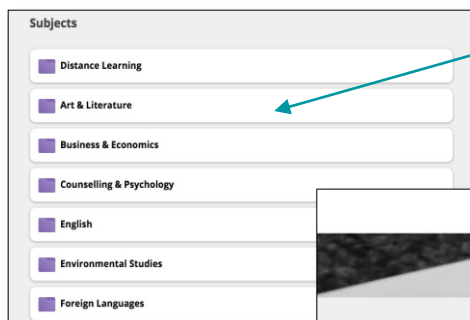 Subjects
Distance Learning
Art & Literature
Business & Economics
Counselling & Psychology
English
Environmental Studies
Foreign Languages